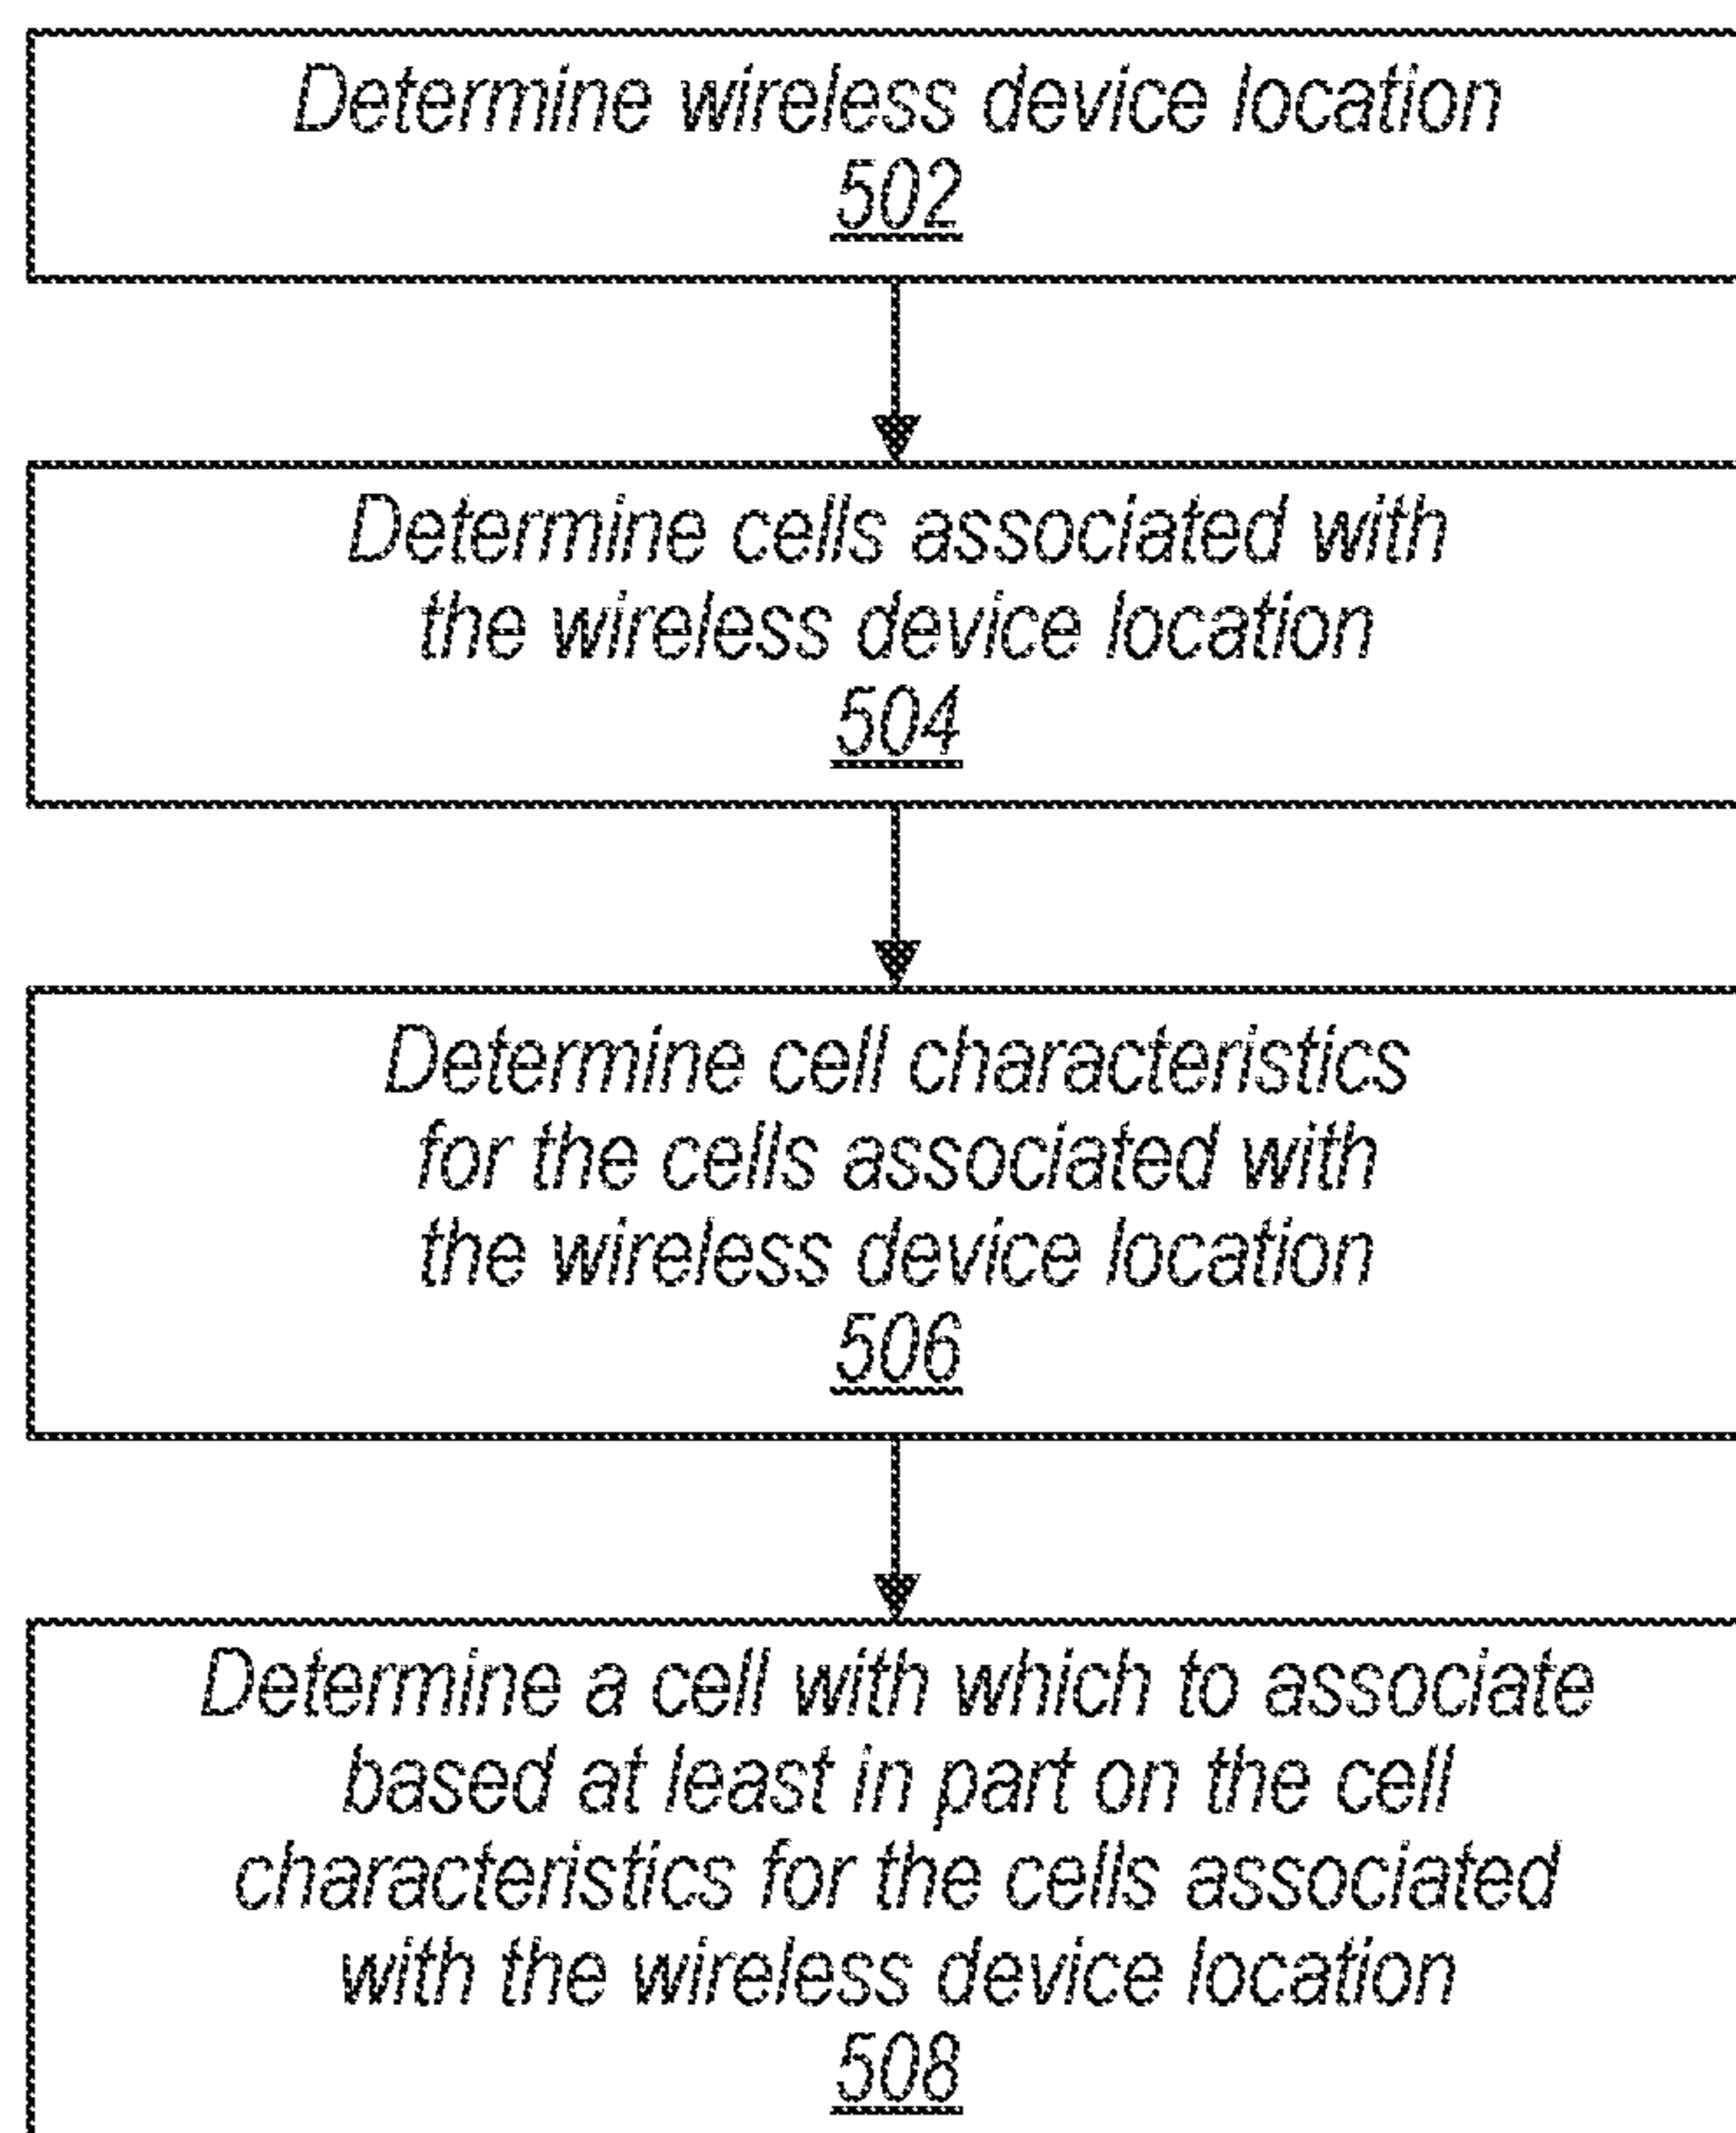 Determine wireless device location
502
Determine cells associated with
the wireless device location
504
Determine cell characteristics
for the cells associated with
the wireless device location
506
Determine a cell with which to associate
based at least in part on the cell
characteristics for the cells associated
with the wireless device location
508